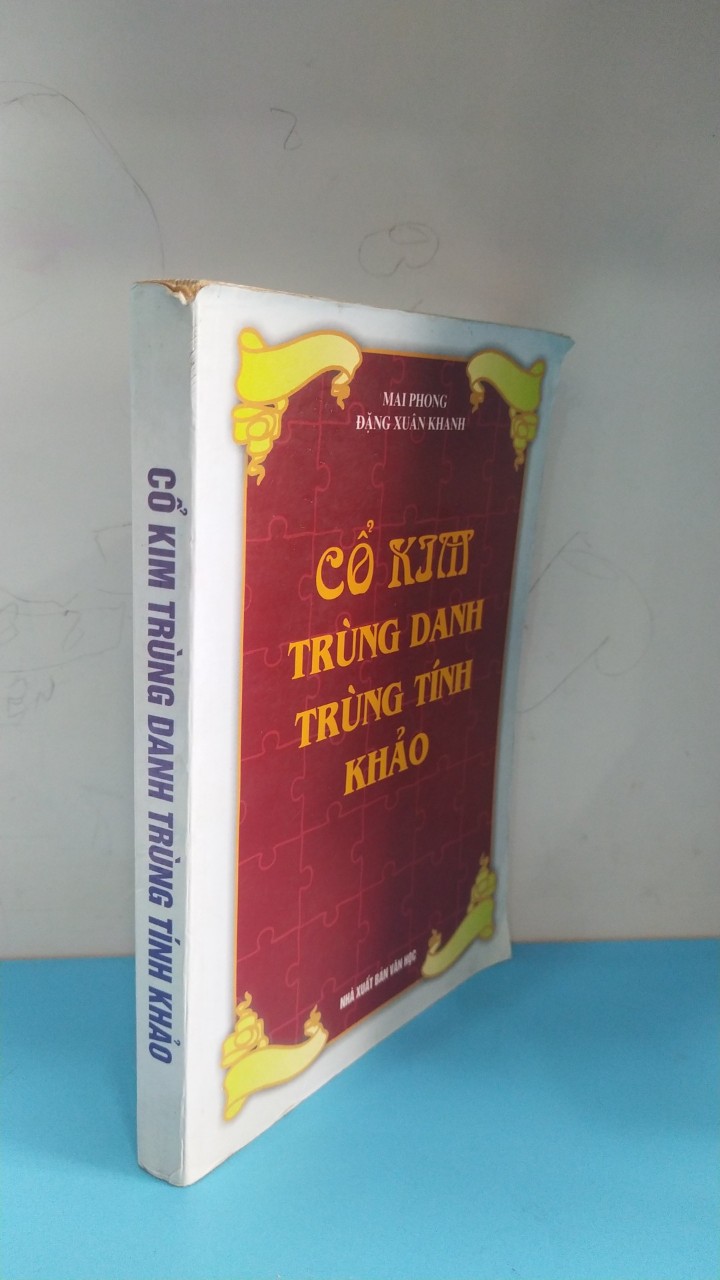 CỔ KIM TRÙNG DANH TRÙNG TÍNH KHẢO
MAI PHONG
ĐẶNG XUÂN KHANH
CỔ KIM
TRÙNG DANH
TRÙNG TÍNH
KHẢO
NHÀ XUẤT BẢN VĂN HỌC